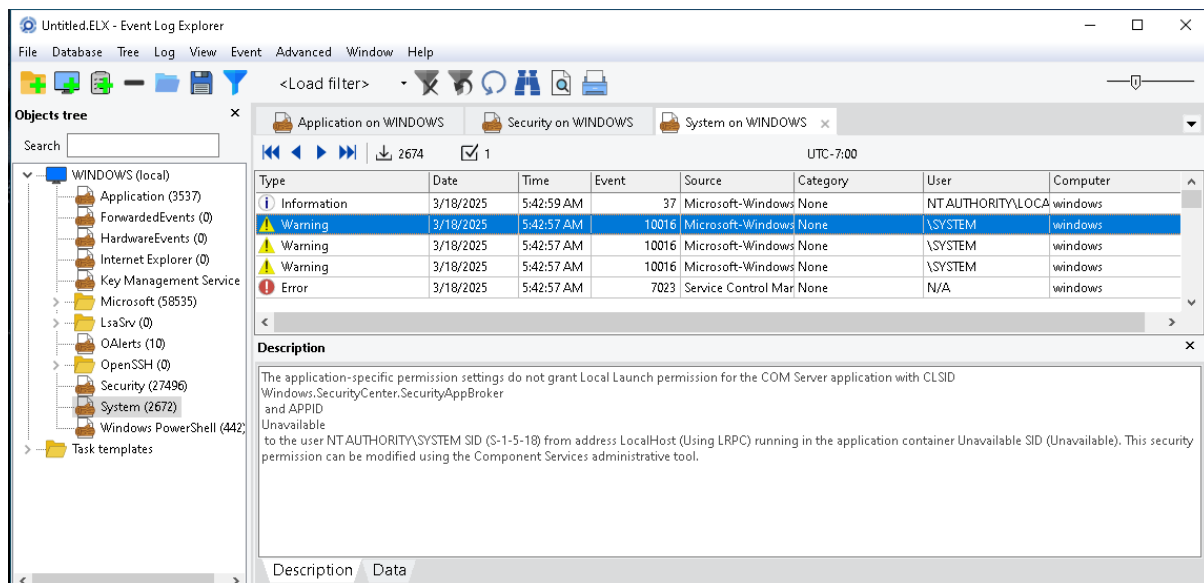 Untitled.ELX - Event Log Explorer
File Database Tree Log View Event Advanced Window Help
<Load filter>
Objects tree
Search
WINDOWS (local)
Application (3537)
ForwardedEvents (0)
HardwareEvents (0)
Internet Explorer (0)
Key Management Service
Microsoft (58535)
LsaSrv (0)
OAlerts (10)
OpenSSH (0)
Security (27496)
System (2672)
Windows PowerShell (442)
Task templates
Application on WINDOWS Security on WINDOWS System on WINDOWS
2674 1 UTC-7:00
Type Date Time Event Source Category User Computer
Information 3/18/2025 5:42:59 AM 37 Microsoft-Windows None NT AUTHORITY\LOCA windows
Warning 3/18/2025 5:42:57 AM 10016 Microsoft-Windows None \SYSTEM windows
Warning 3/18/2025 5:42:57 AM 10016 Microsoft-Windows None \SYSTEM windows
Warning 3/18/2025 5:42:57 AM 10016 Microsoft-Windows None \SYSTEM windows
Error 3/18/2025 5:42:57 AM 7023 Service Control Mar None N/A windows
Description
The application-specific permission settings do not grant Local Launch permission for the COM Server application with CLSID
Windows.SecurityCenter.SecurityAppBroker
and APPID
Unavailable
to the user NT AUTHORITY\SYSTEM SID (S-1-5-18) from address LocalHost (Using LRPC) running in the application container Unavailable SID (Unavailable). This security
permission can be modified using the Component Services administrative tool.
Description Data